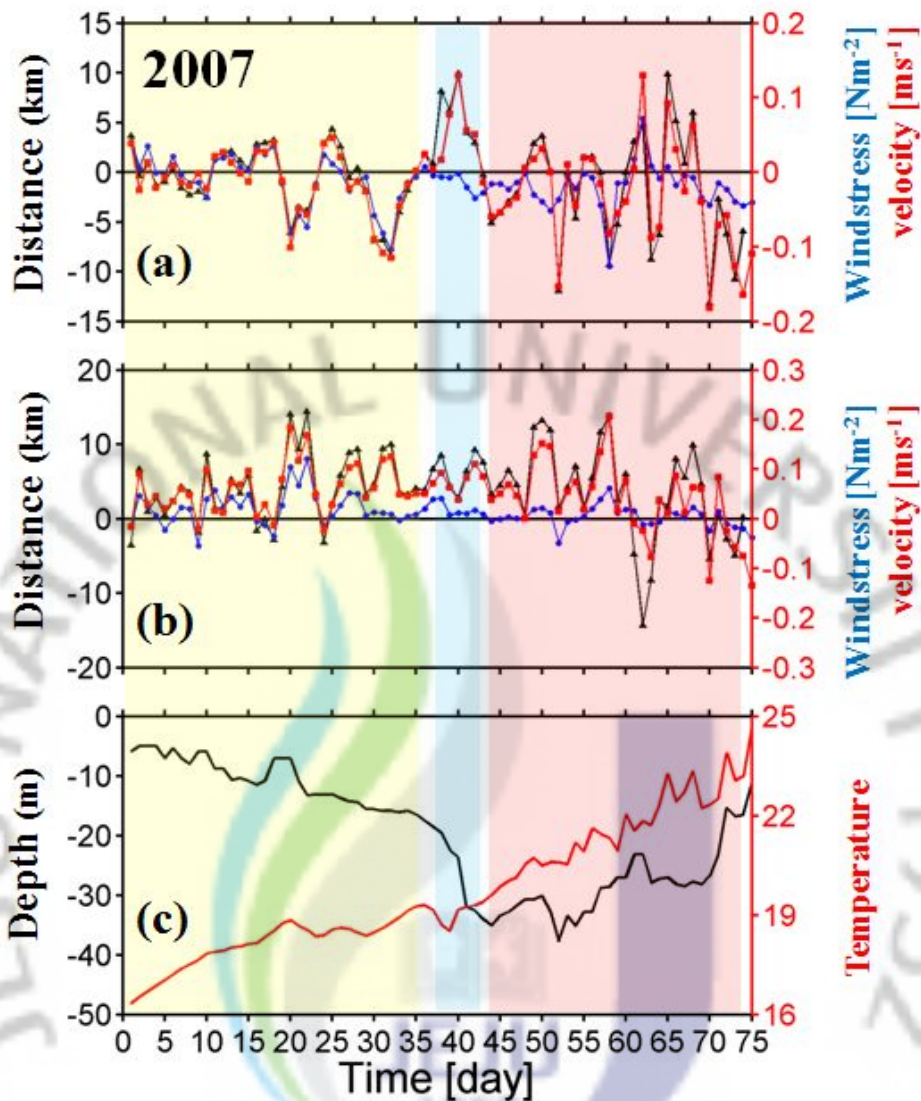 2007
15
10
5
0
-5
-10
-15
Distance (km)
(a)
0.2
0.1
0
-0.1
-0.2
Windstress [Nm-2]
velocity [ms-1]
20
10
0
-10
-20
Distance (km)
(b)
0.3
0.2
0.1
0
-0.1
-0.2
-0.3
Windstress [Nm-2]
velocity [ms-1]
0
-10
-20
-30
-40
-50
Depth (m)
(c)
25
22
19
16
Temperature
0 5 10 15 20 25 30 35 40 45 50 55 60 65 70 75
Time [day]
NATIONAL UNIVERSITY